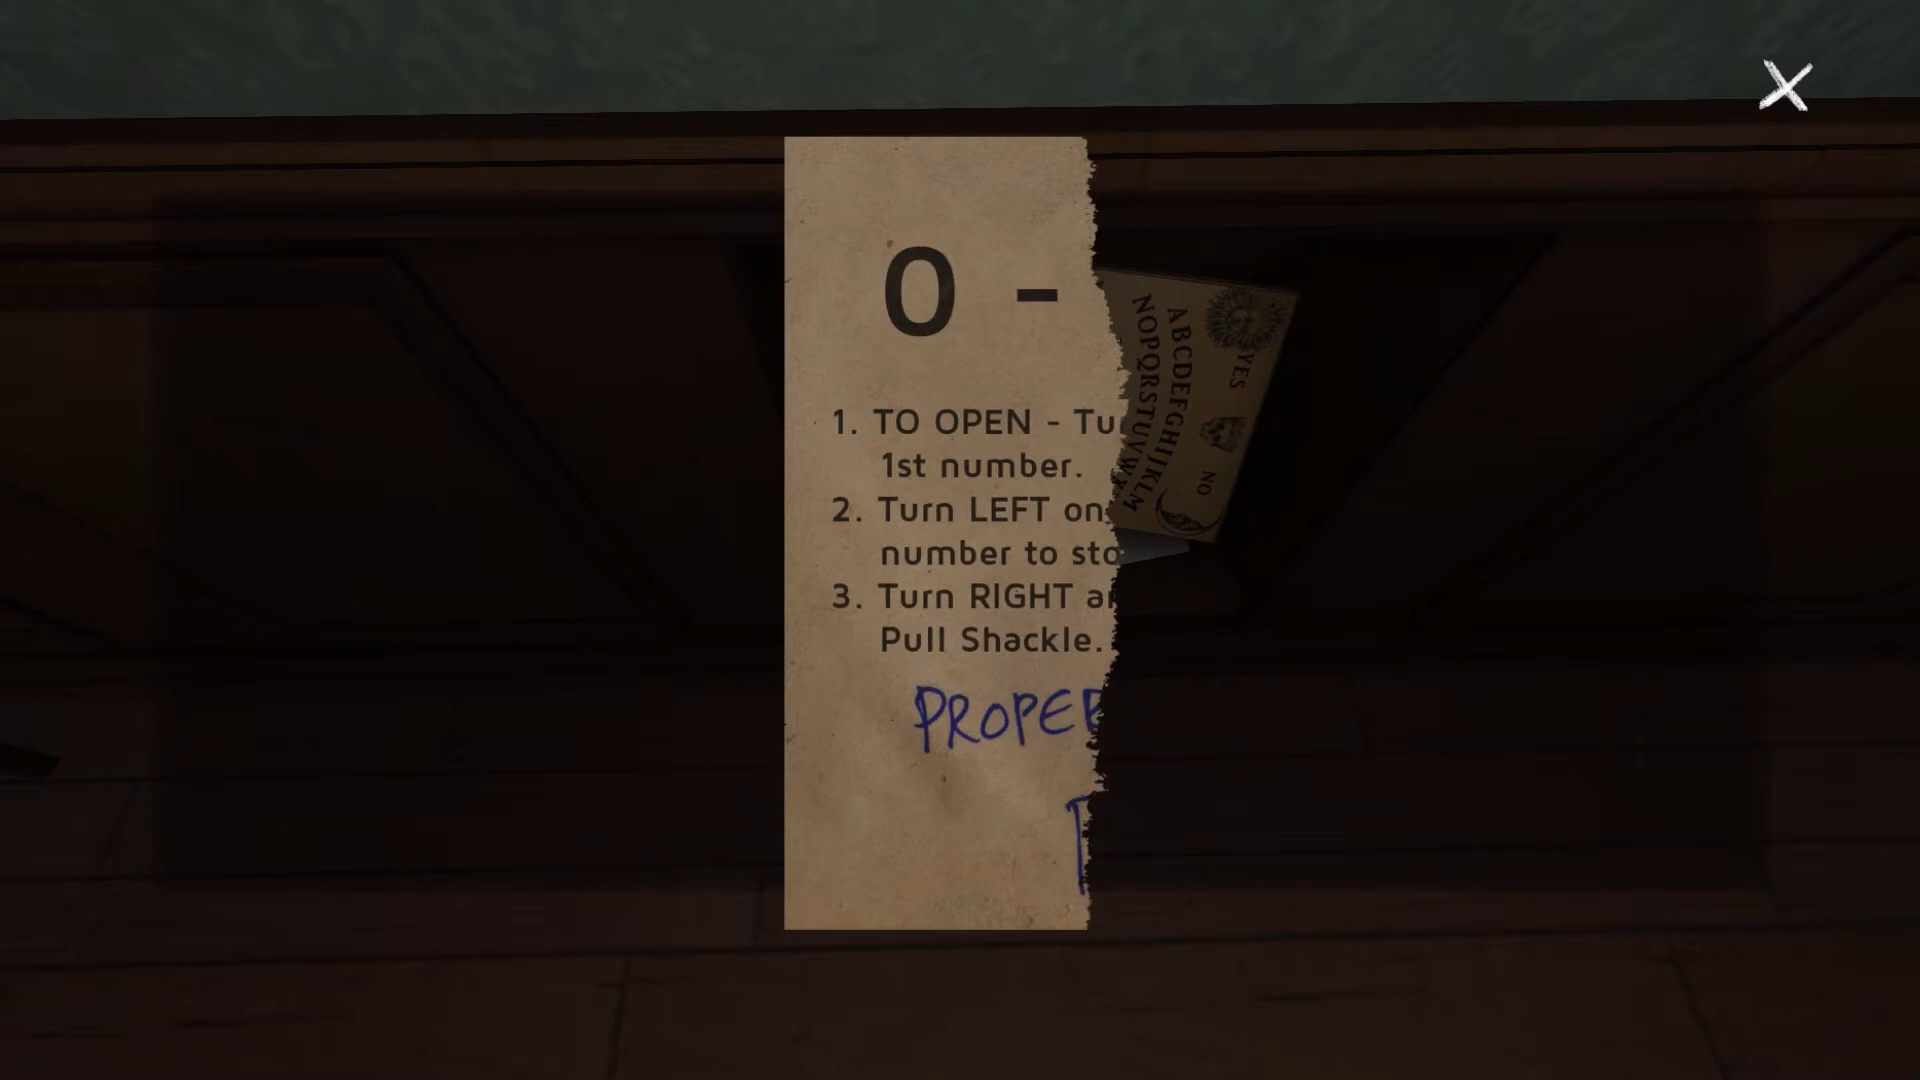 0 -
1. TO OPEN - Tu
1st number.
2. Turn LEFT on
number to sto
3. Turn RIGHT a
Pull Shackle.
PROPE
YES
NO
ABCDEFGHIJKLM
NOPQRSTUVWX